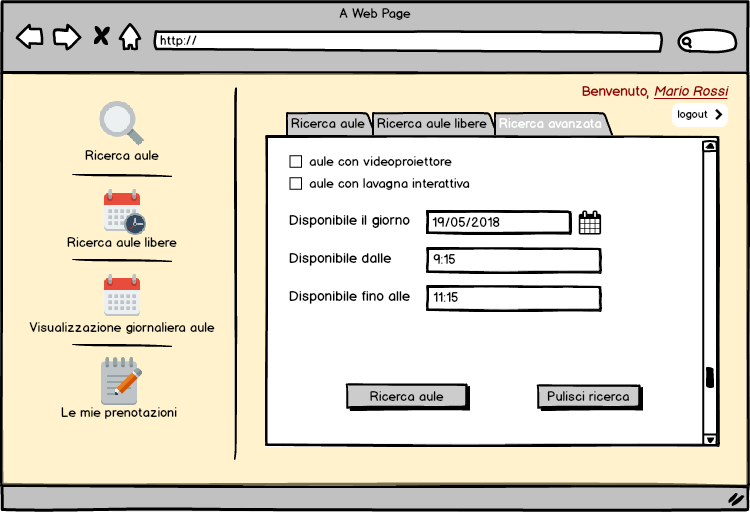 A Web Page
http://
Benvenuto, Mario Rossi
logout
Ricerca aule
Ricerca aule libere
Visualizzazione giornaliera aule
Le mie prenotazioni
Ricerca aule Ricerca aule libere Ricerca avanzata
aule con videoproiettore
aule con lavagna interattiva
Disponibile il giorno 19/05/2018
Disponibile dalle 9:15
Disponibile fino alle 11:15
Ricerca aule Pulisci ricerca